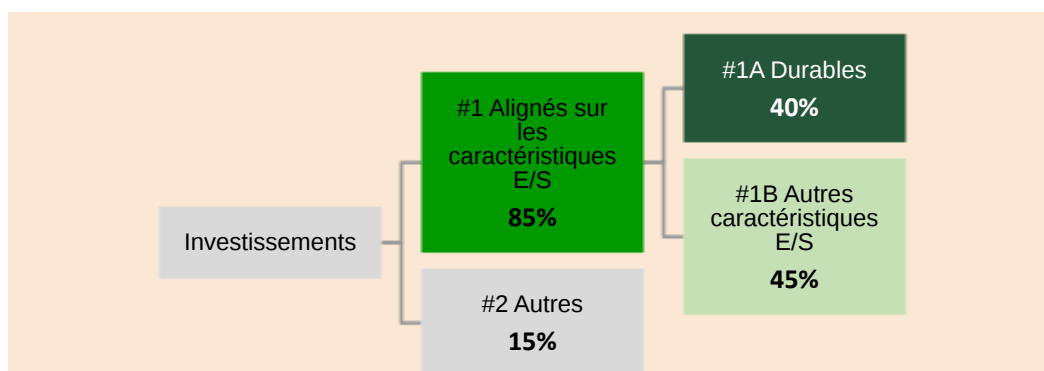 Investissements
#1 Alignés sur
les
caractéristiques
E/S
85%
#2 Autres
15%
#1A Durables
40%
#1B Autres
caractéristiques
E/S
45%